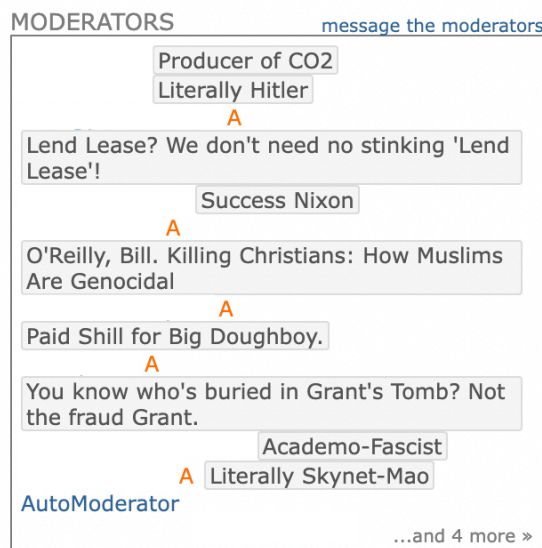 MODERATORS message the moderators
Producer of CO2
Literally Hitler
A
Lend Lease? We don't need no stinking 'Lend
Lease'!
Success Nixon
A
O'Reilly, Bill. Killing Christians: How Muslims
Are Genocidal
A
Paid Shill for Big Doughboy.
A
You know who's buried in Grant's Tomb? Not
the fraud Grant.
Academo-Fascist
A Literally Skynet-Mao
AutoModerator
...and 4 more »